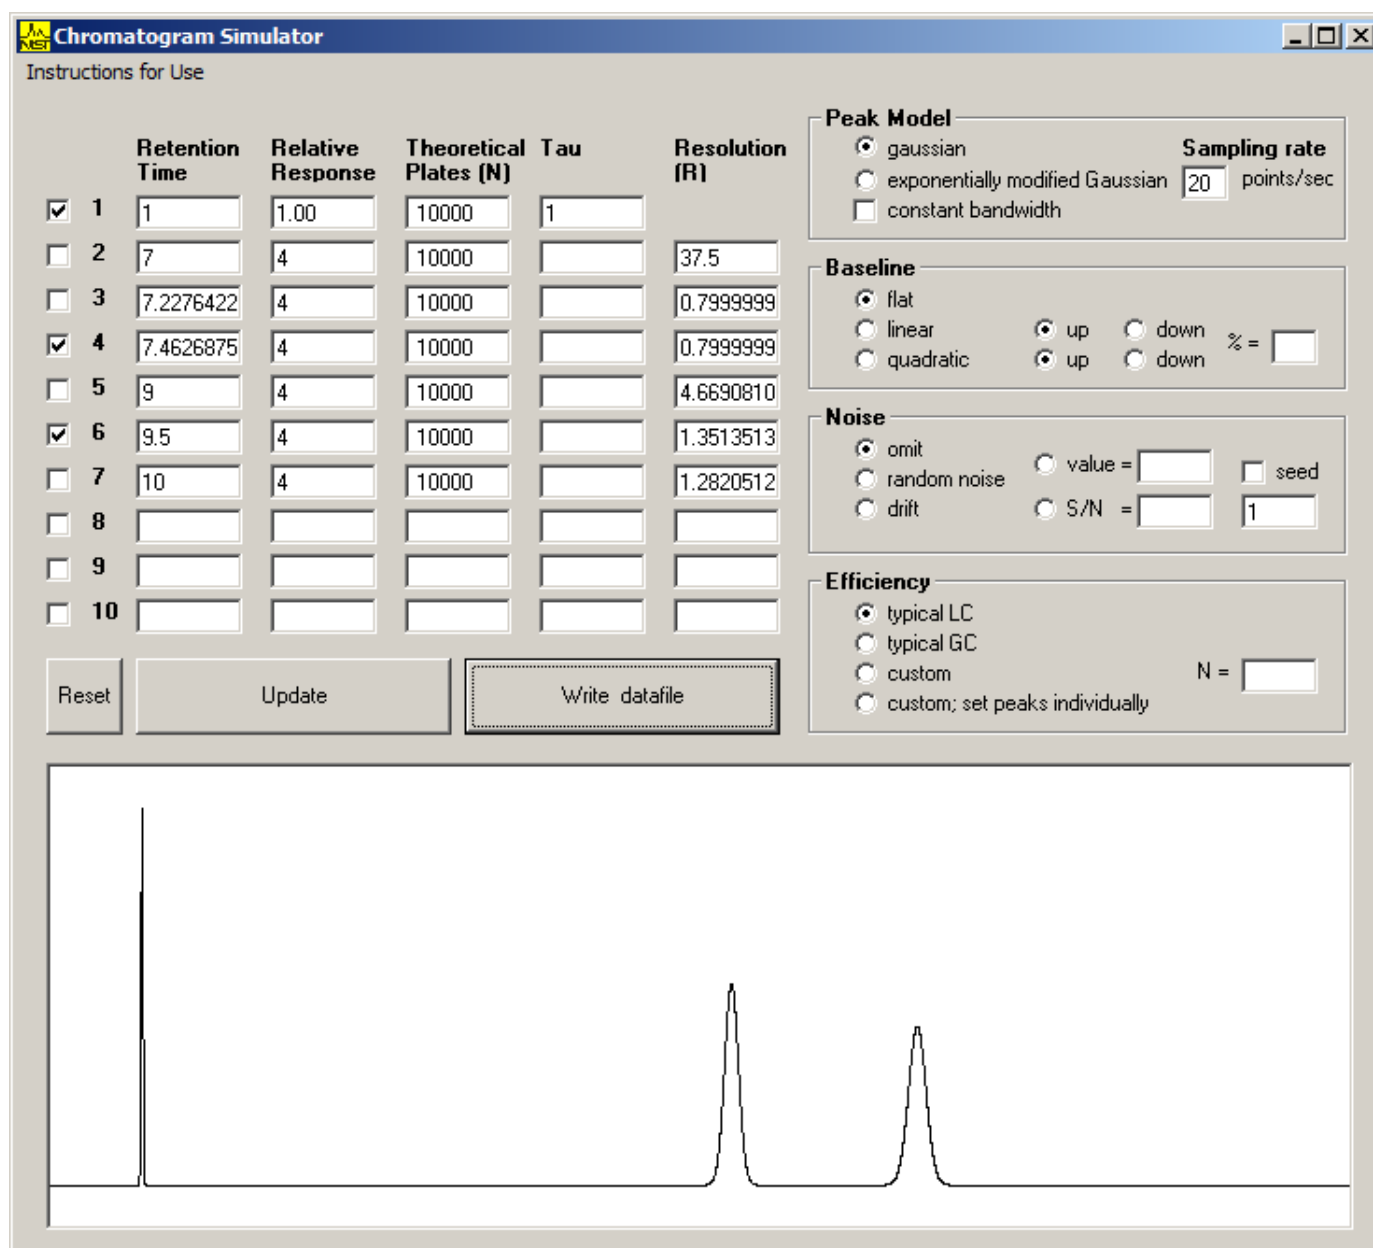 NIST
Chromatogram Simulator
Instructions for Use
Retention Time Relative Response Theoretical Plates (N) Tau Resolution (R)
1 1 1.00 10000 1
2 7 4 10000 37.5
3 7.2276422 4 10000 0.7999999
4 7.4626875 4 10000 0.7999999
5 9 4 10000 4.6690810
6 9.5 4 10000 1.3513513
7 10 4 10000 1.2820512
8
9
10
Reset Update Write datafile
Peak Model
gaussian Sampling rate
exponentially modified Gaussian 20 points/sec
constant bandwidth
Baseline
flat
linear up down % =
quadratic up down
Noise
omit
random noise value = seed
drift S/N = 1
Efficiency
typical LC
typical GC
custom N =
custom; set peaks individually